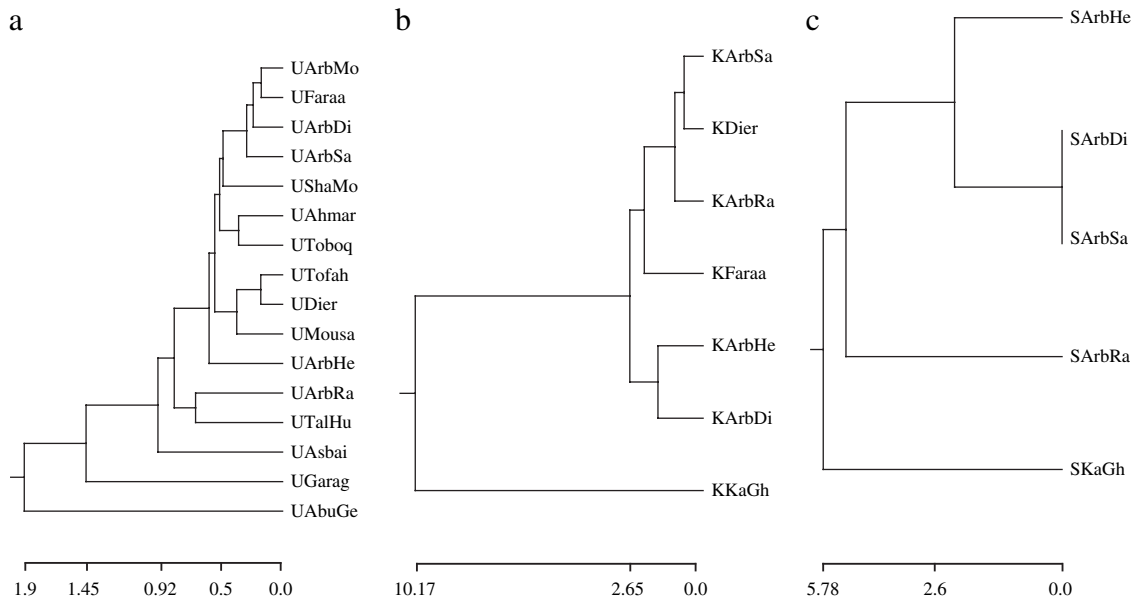 a
UArbMo
UFaraa
UArbDi
UArbSa
UShaMo
UAhmar
UToboq
UTofah
UDier
UMousa
UArbHe
UArbRa
UTalHu
UAsbai
UGarag
UAbuGe
1.9 1.45 0.92 0.5 0.0
b
KArbSa
KDier
KArbRa
KFaraa
KArbHe
KArbDi
KKaGh
10.17 2.65 0.0
c
SArbHe
SArbDi
SArbSa
SArbRa
SKaGh
5.78 2.6 0.0